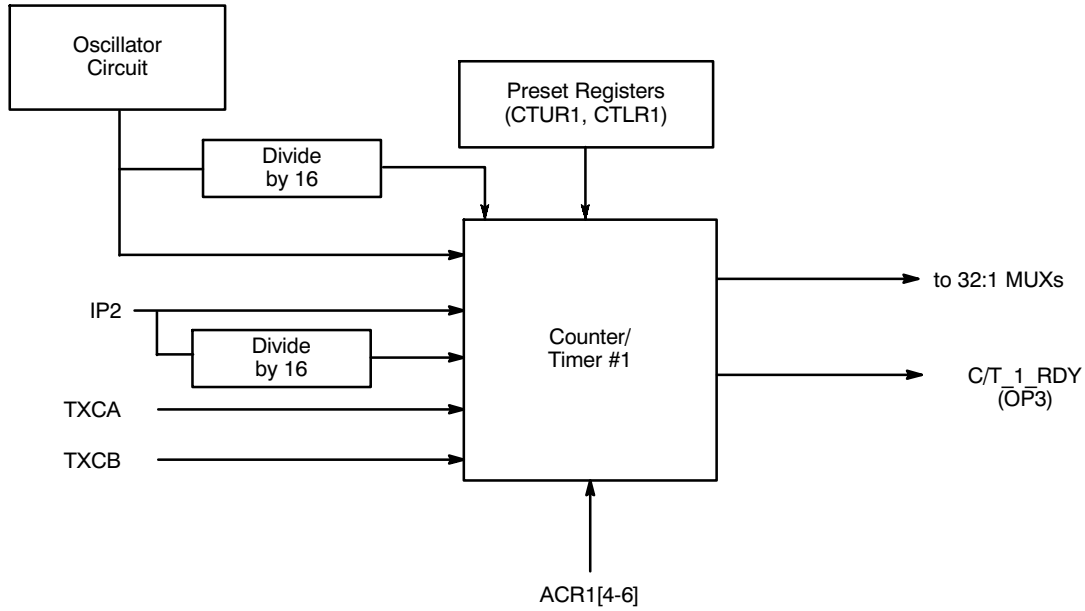 Oscillator
Circuit
Preset Registers
(CTUR1, CTLR1)
Divide
by 16
to 32:1 MUXs
IP2
Counter/
Timer #1
Divide
by 16
C/T_1_RDY
(OP3)
TXCA
TXCB
ACR1[4-6]